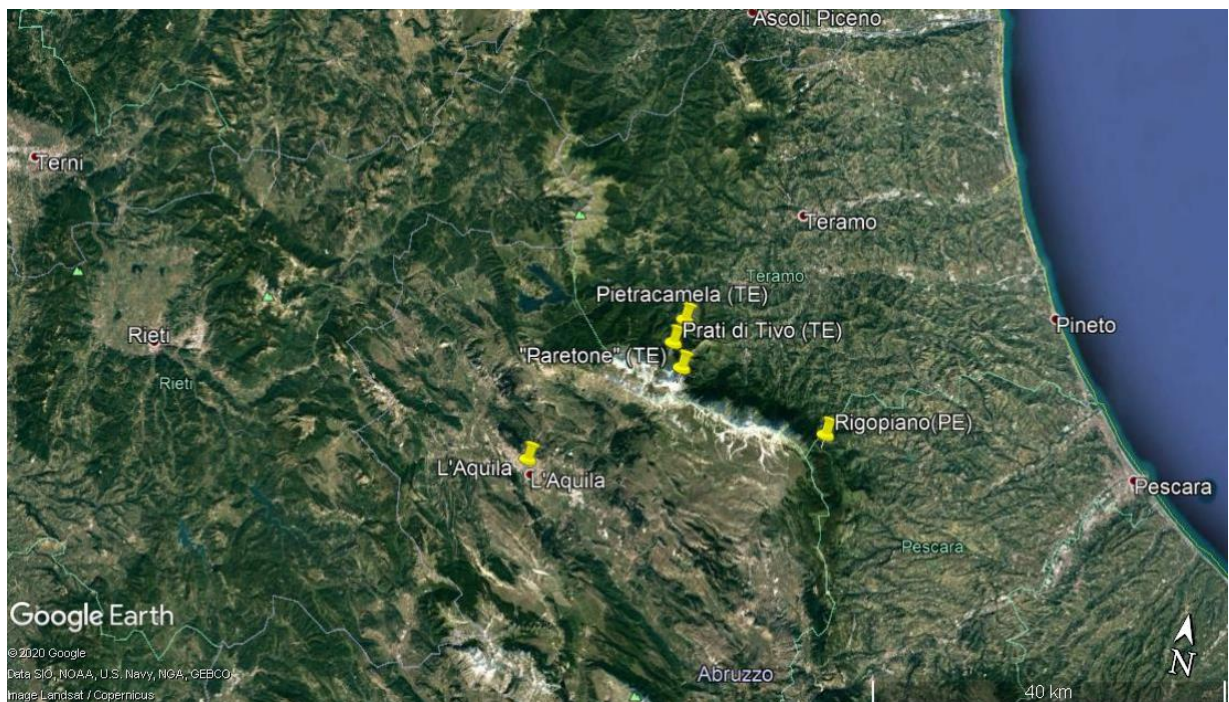 Ascoli Piceno
Terni
Teramo
Teramo
Pietracamela (TE)
Pineto
Prati di Tivo (TE)
Rieti
"Paretone" (TE)
Rieti
Rigopiano(PE)
L'Aquila
L'Aquila
Pescara
Pescara
Google Earth
©2020 Google
Data SIO, NOAA, U.S. Navy, NGA, GEBCO
Image Landsat / Copernicus
Abruzzo
N
40 km